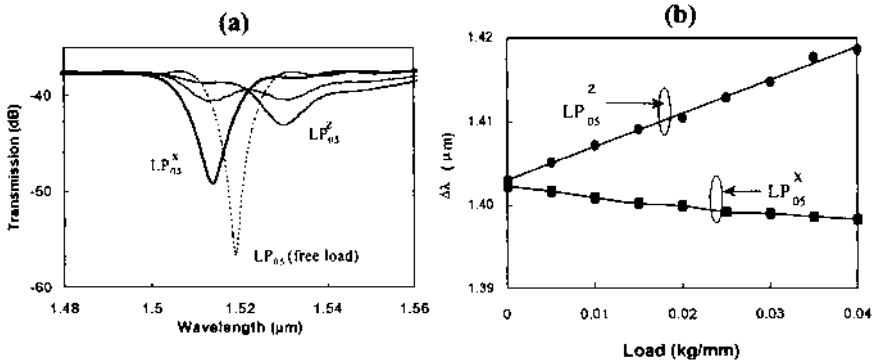 (a)
-40
-50
-60
Transmission (dB)
LP₀₅ᶻ
LP₀₅ˣ
LP₀₅ (free load)
1.48
1.5
1.52
1.54
1.56
Wavelength (μm)
(b)
1.42
1.41
1.40
1.39
Δλ (μm)
LP₀₅ᶻ
LP₀₅ˣ
0
0.01
0.02
0.03
0.04
Load (kg/mm)